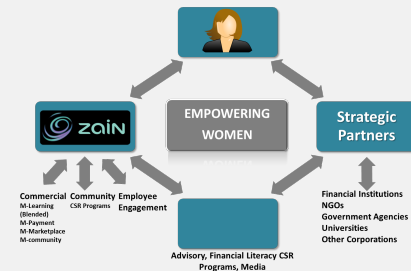 EMPOWERING
WOMEN
zain
Strategic
Partners
Commercial
M-Learning
(Blended)
M-Payment
M-Marketplace
M-community
Community
CSR Programs
Employee
Engagement
Financial Institutions
NGOs
Government Agencies
Universities
Other Corporations
Advisory, Financial Literacy CSR
Programs, Media